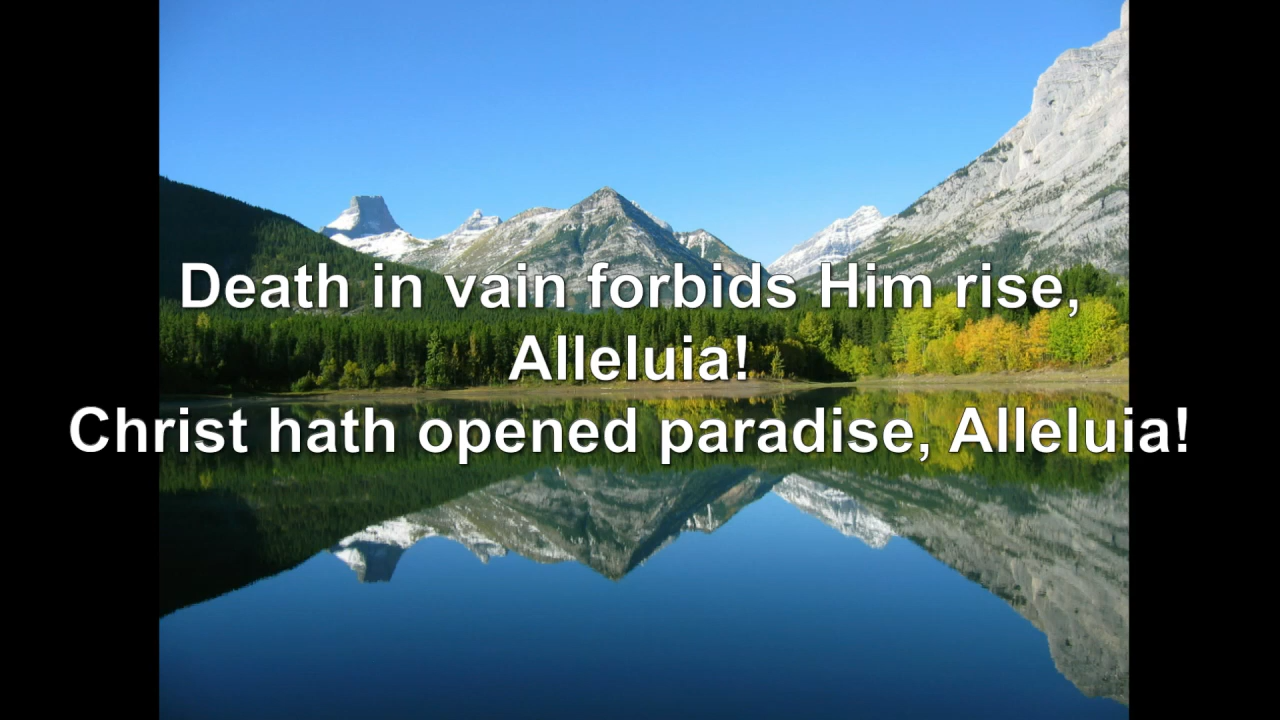 Death in vain forbids Him rise,
Alleluia!
Christ hath opened paradise, Alleluia!